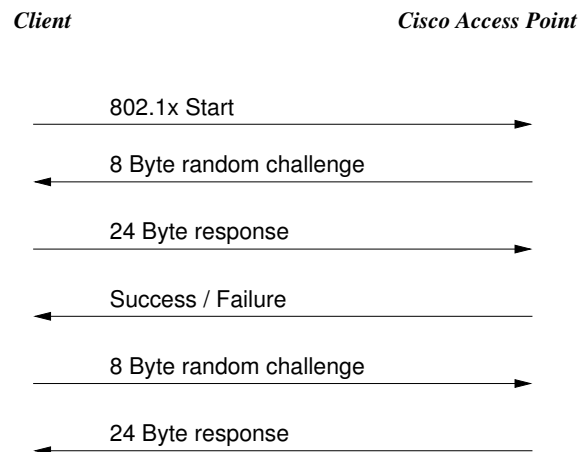 Client
Cisco Access Point
802.1x Start
8 Byte random challenge
24 Byte response
Success / Failure
8 Byte random challenge
24 Byte response